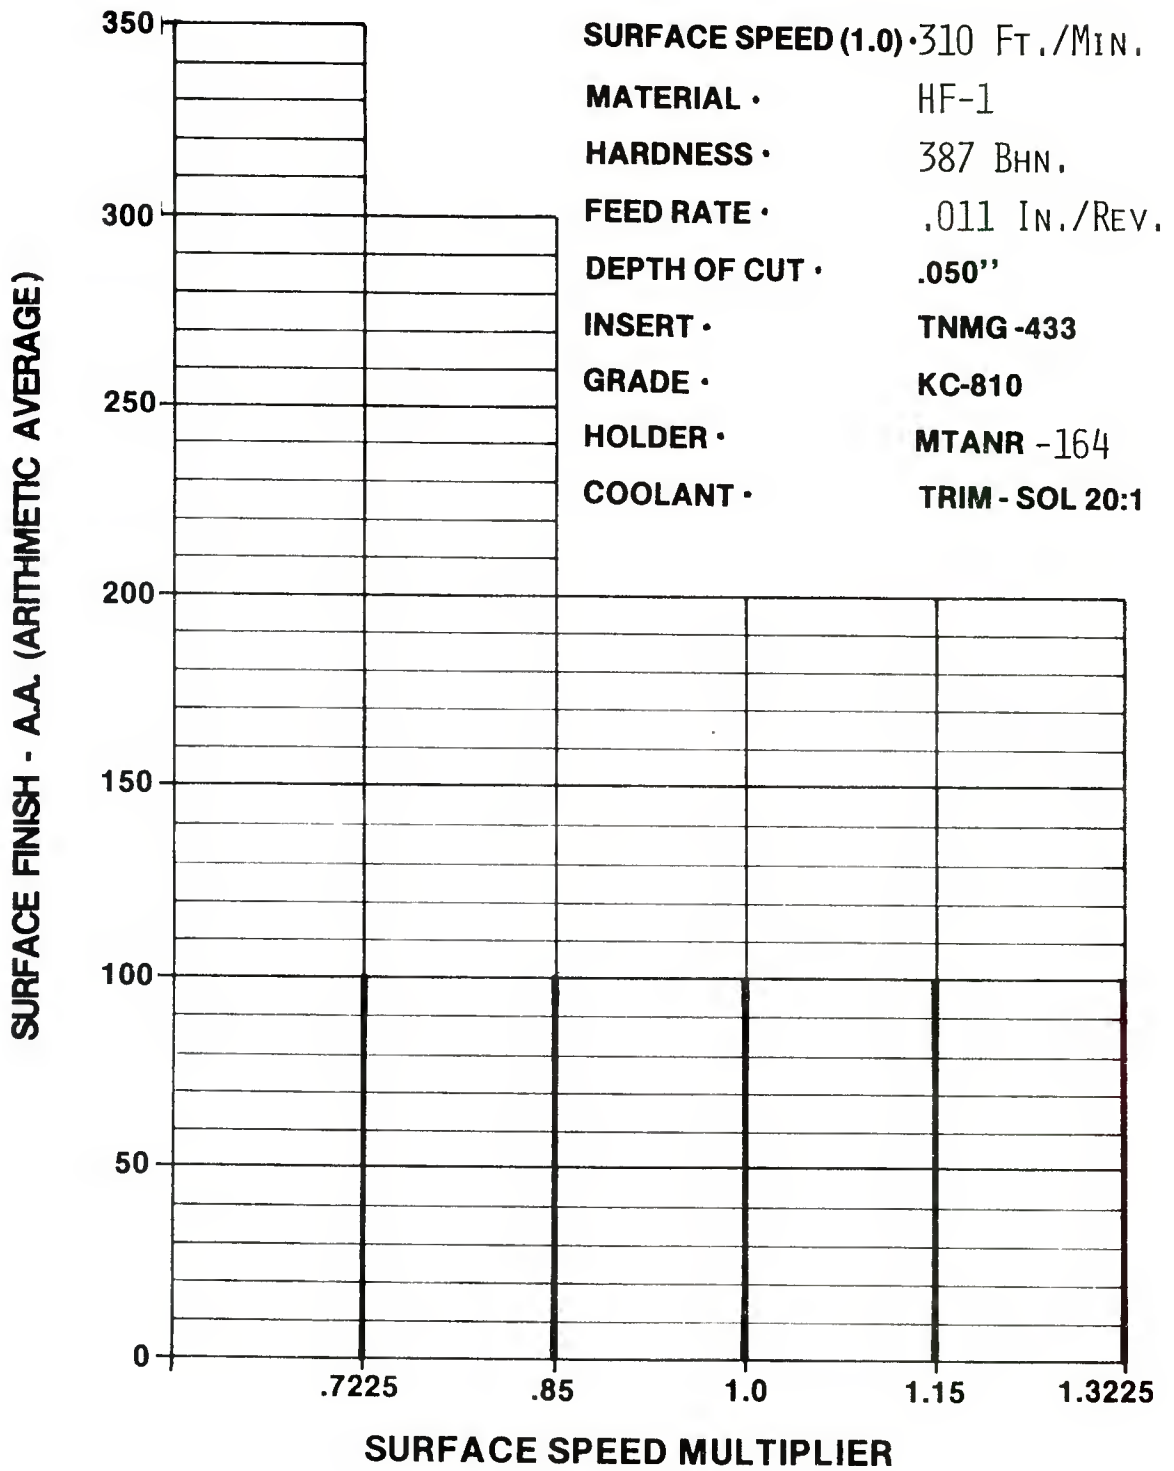 SURFACE SPEED (1.0) · 310 FT./MIN.
MATERIAL · HF-1
HARDNESS · 387 BHN.
FEED RATE · .011 IN./REV.
DEPTH OF CUT · .050’’
INSERT · TNMG -433
GRADE · KC-810
HOLDER · MTANR -164
COOLANT · TRIM - SOL 20:1
SURFACE FINISH - A.A. (ARITHMETIC AVERAGE)
350
300
250
200
150
100
50
0
.7225 .85 1.0 1.15 1.3225
SURFACE SPEED MULTIPLIER